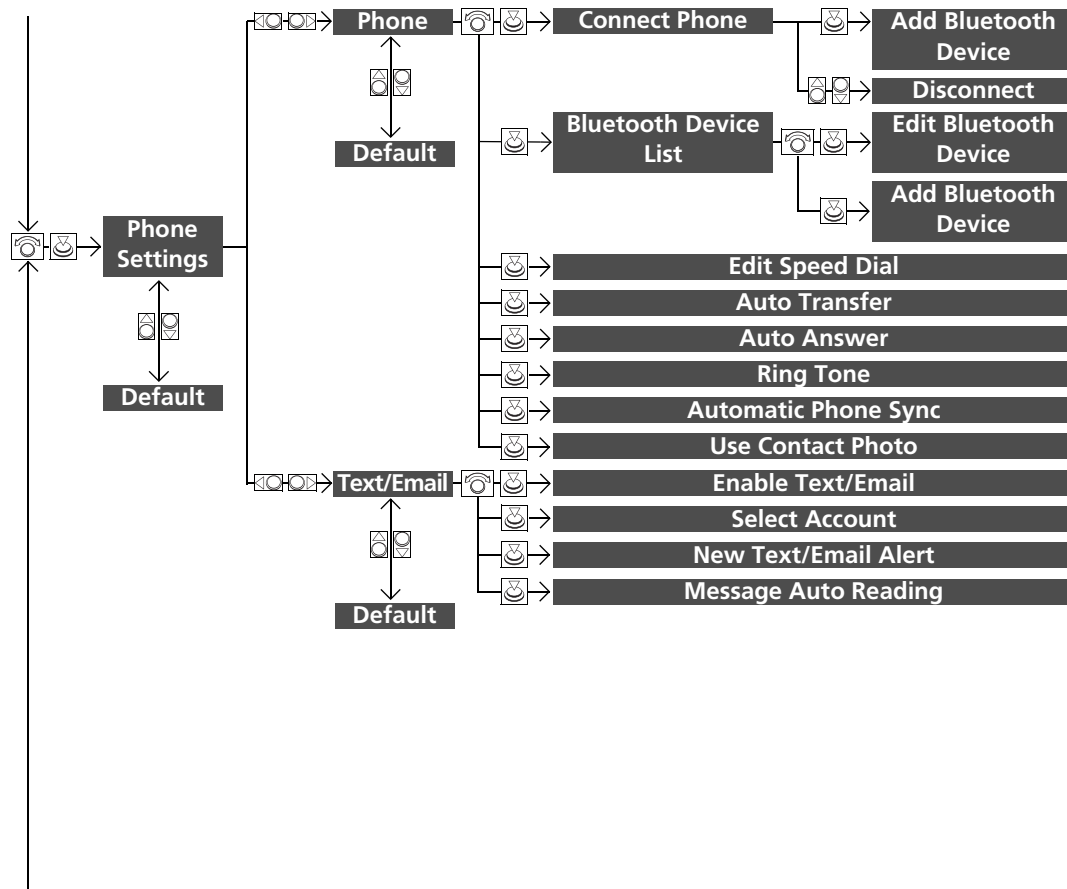 Phone
Connect Phone
Add Bluetooth
Device
Disconnect
Default
Bluetooth Device
List
Edit Bluetooth
Device
Add Bluetooth
Device
Phone
Settings
Default
Edit Speed Dial
Auto Transfer
Auto Answer
Ring Tone
Automatic Phone Sync
Use Contact Photo
Text/Email
Enable Text/Email
Select Account
New Text/Email Alert
Message Auto Reading
Default